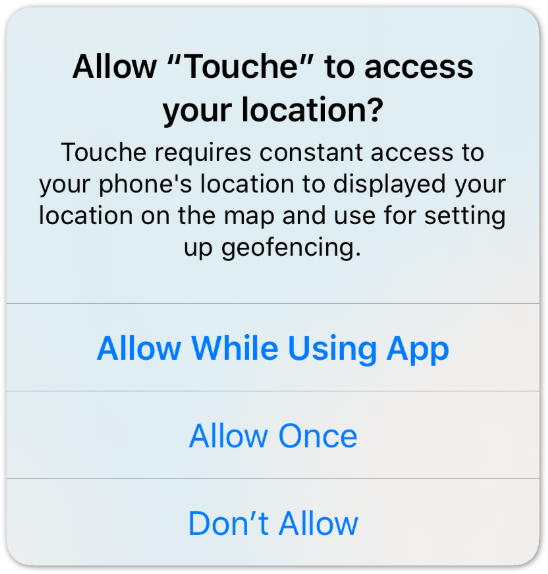 Allow “Touche” to access
your location?
Touche requires constant access to
your phone's location to displayed your
location on the map and use for setting
up geofencing.
Allow While Using App
Allow Once
Don’t Allow